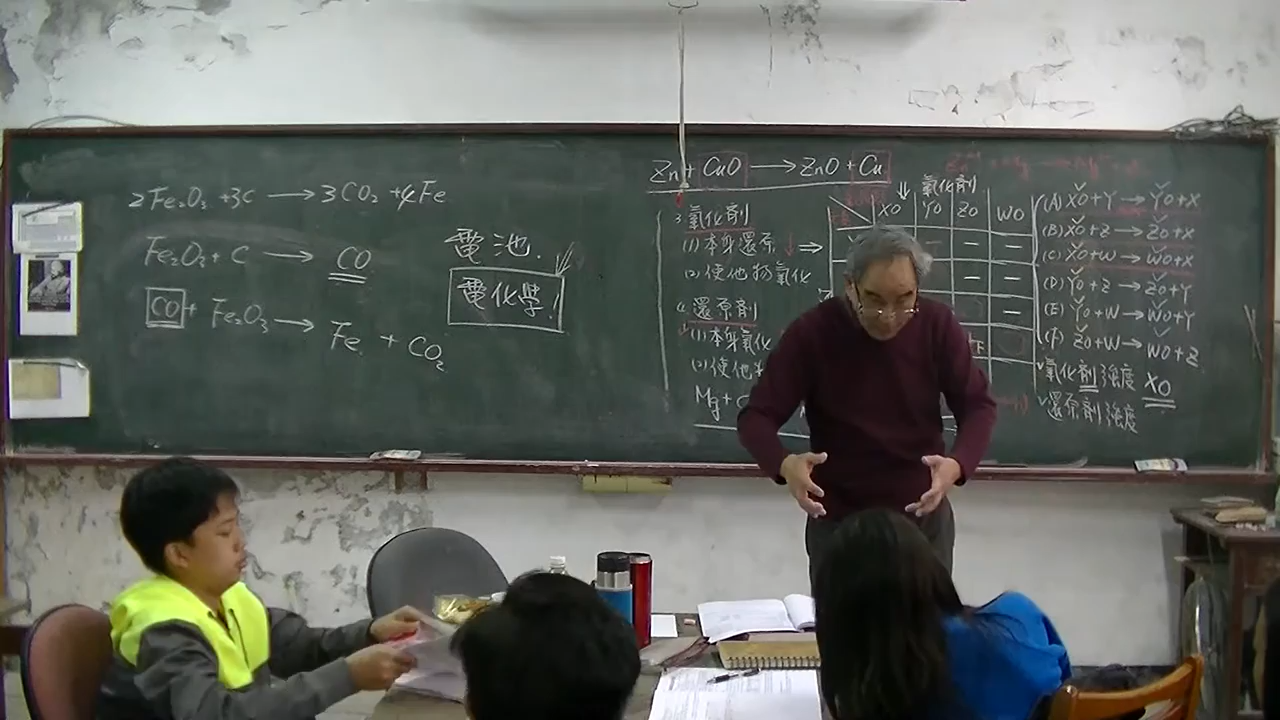 2Fe₂O₃ +3C → 3CO₂ +4Fe
Fe₂O₃ + C → CO
CO + Fe₂O₃ → Fe + CO₂
電池.
電化學!
Zn + CuO → ZnO + Cu
3. 氧化劑
(1) 本身還原 ↓ ⇒
(2) 使他物氧化
4. 還原劑
(1) 本身氧化
(2) 使他
Mg +
氧化劑
XO YO ZO WO
(A) XO + Y → YO + X
(B) XO + Z → ZO + X
(C) XO + W → WO + X
(D) YO + Z → ZO + Y
(E) YO + W → WO + Y
(F) ZO + W → WO + Z
氧化劑強度 XO
還原劑強度